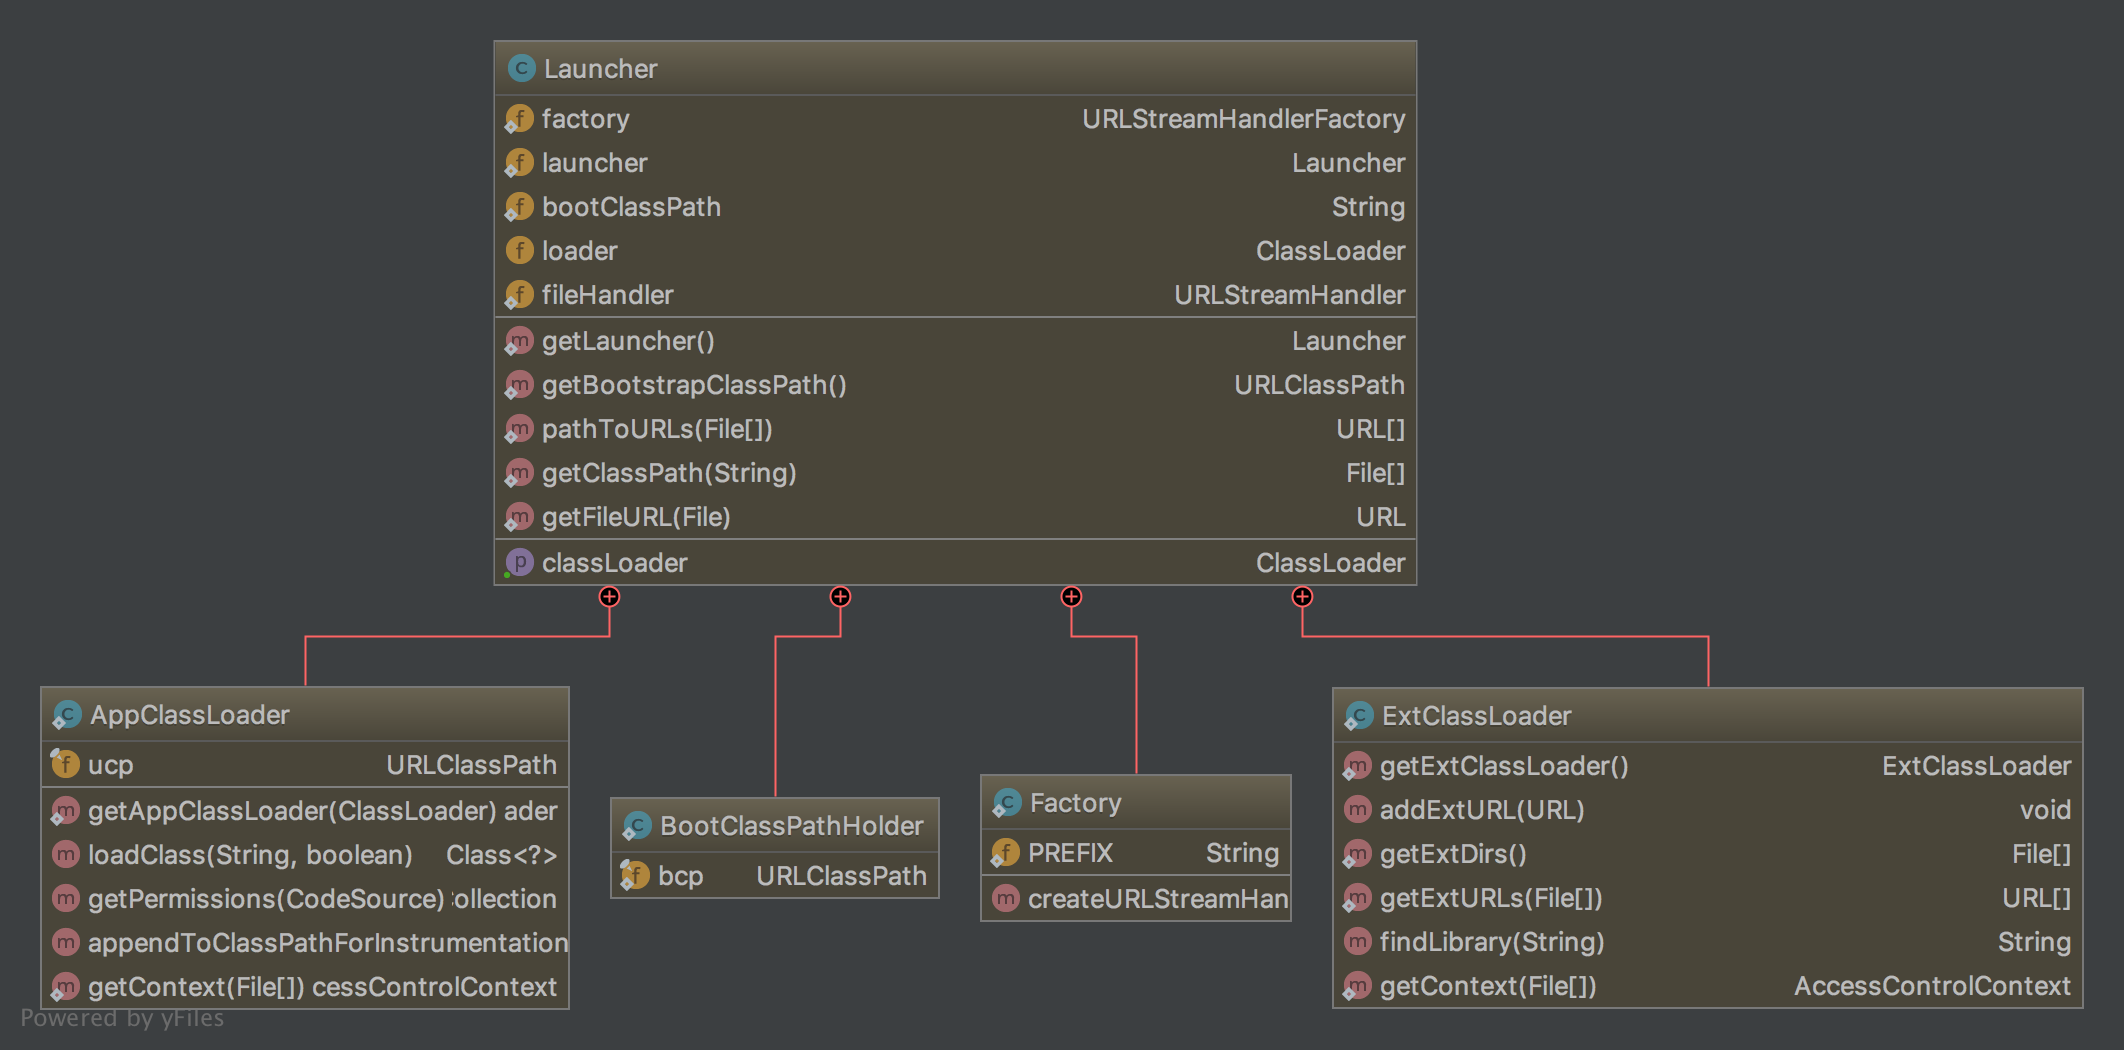 Launcher
factory URLStreamHandlerFactory
launcher Launcher
bootClassPath String
loader ClassLoader
fileHandler URLStreamHandler
getLauncher() Launcher
getBootstrapClassPath() URLClassPath
pathToURLs(File[]) URL[]
getClassPath(String) File[]
getFileURL(File) URL
classLoader ClassLoader
AppClassLoader
ucp URLClassPath
getAppClassLoader(ClassLoader) ader
loadClass(String, boolean) Class<?>
getPermissions(CodeSource) ollection
appendToClassPathForInstrumentation
getContext(File[]) cessControlContext
BootClassPathHolder
bcp URLClassPath
Factory
PREFIX String
createURLStreamHan
ExtClassLoader
getExtClassLoader() ExtClassLoader
addExtURL(URL) void
getExtDirs() File[]
getExtURLs(File[]) URL[]
findLibrary(String) String
getContext(File[]) AccessControlContext
Powered by yFiles